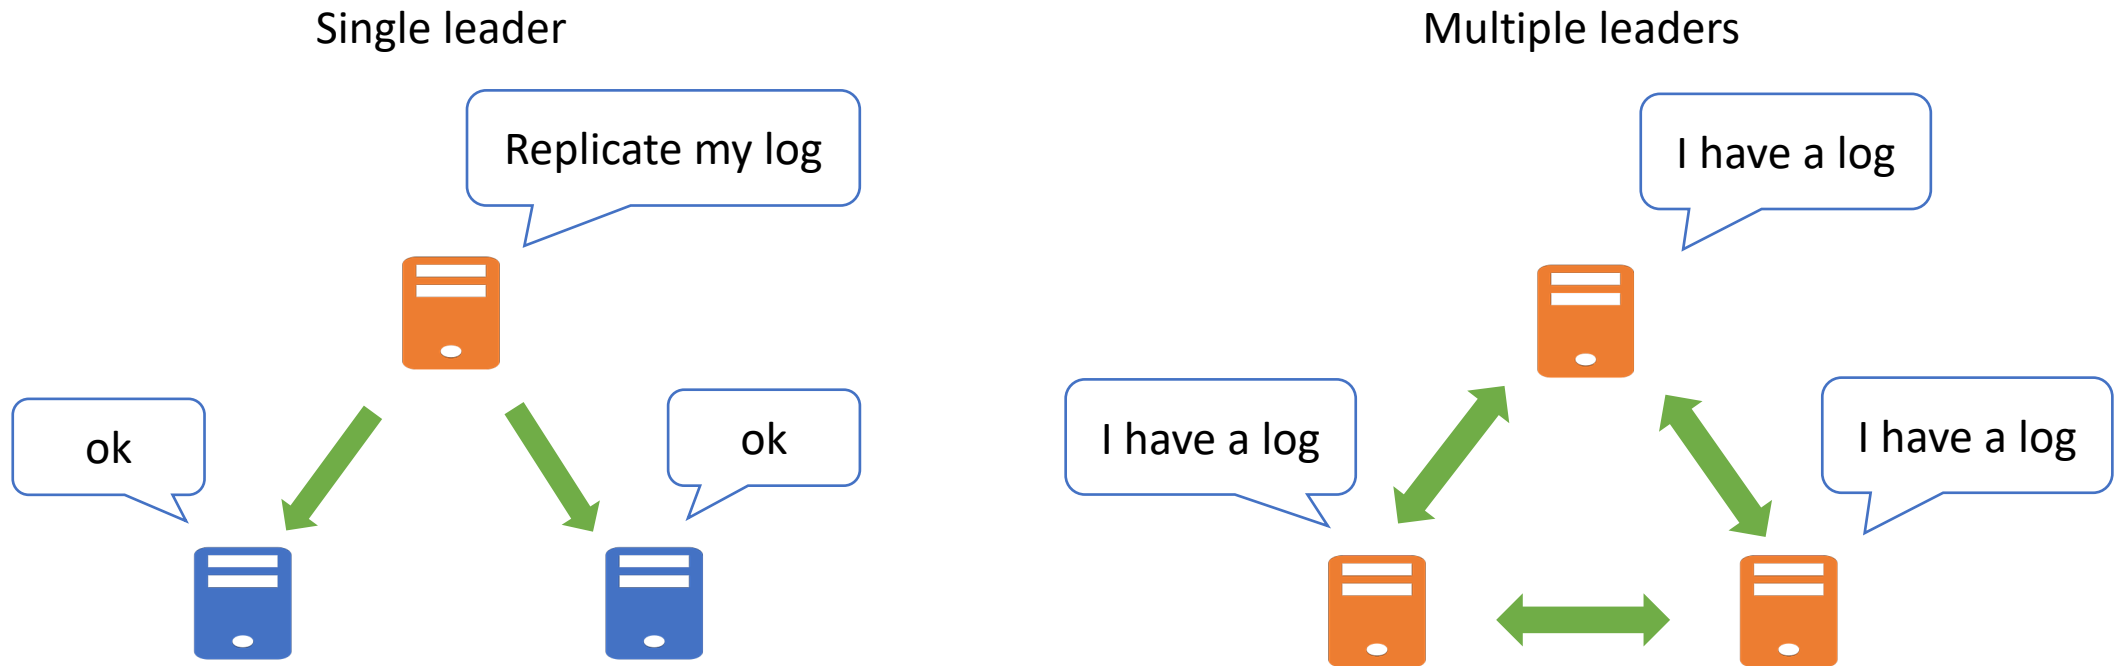 Single leader
Replicate my log
ok
ok
Multiple leaders
I have a log
I have a log
I have a log